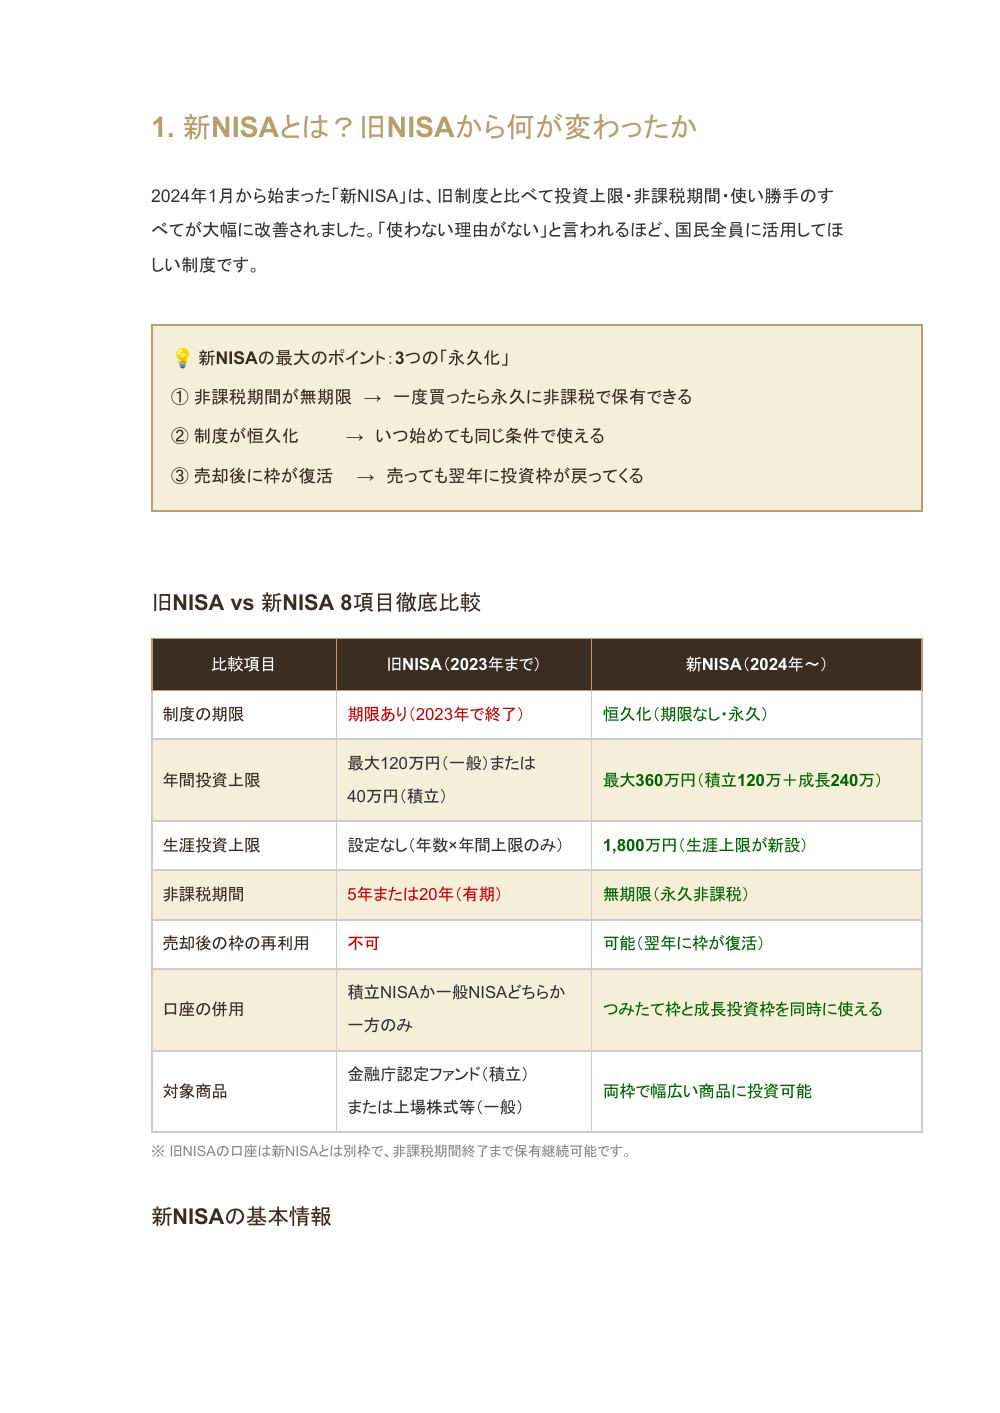 1. 新NISAとは？旧NISAから何が変わったか
2024年1月から始まった「新NISA」は、旧制度と比べて投資上限・非課税期間・使い勝手のす
べてが大幅に改善されました。「使わない理由がない」と言われるほど、国民全員に活用してほ
しい制度です。
💡 新NISAの最大のポイント：3つの「永久化」
① 非課税期間が無期限 → 一度買ったら永久に非課税で保有できる
② 制度が恒久化 → いつ始めても同じ条件で使える
③ 売却後に枠が復活 → 売っても翌年に投資枠が戻ってくる
旧NISA vs 新NISA 8項目徹底比較
比較項目 旧NISA（2023年まで） 新NISA（2024年〜）
制度の期限 期限あり（2023年で終了） 恒久化（期限なし・永久）
年間投資上限 最大120万円（一般）または
40万円（積立） 最大360万円（積立120万＋成長240万）
生涯投資上限 設定なし（年数×年間上限のみ） 1,800万円（生涯上限が新設）
非課税期間 5年または20年（有期） 無期限（永久非課税）
売却後の枠の再利用 不可 可能（翌年に枠が復活）
口座の併用 積立NISAか一般NISAどちらか
一方のみ つみたて枠と成長投資枠を同時に使える
対象商品 金融庁認定ファンド（積立）
または上場株式等（一般） 両枠で幅広い商品に投資可能
※ 旧NISAの口座は新NISAとは別枠で、非課税期間終了まで保有継続可能です。
新NISAの基本情報